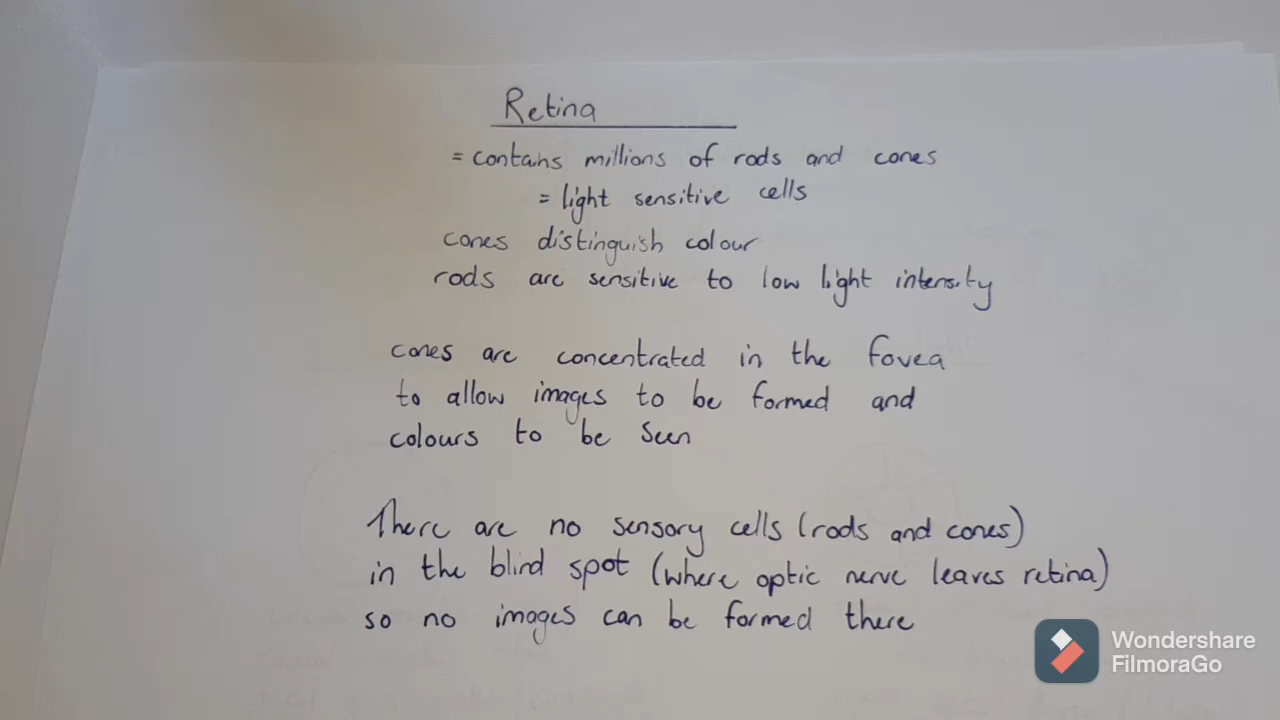 Retina
= contains millions of rods and cones
= light sensitive cells
cones distinguish colour
rods are sensitive to low light intensity
cones are concentrated in the fovea
to allow images to be formed and
colours to be seen
There are no sensory cells (rods and cones)
in the blind spot (where optic nerve leaves retina)
so no images can be formed there
Wondershare
FilmoraGo